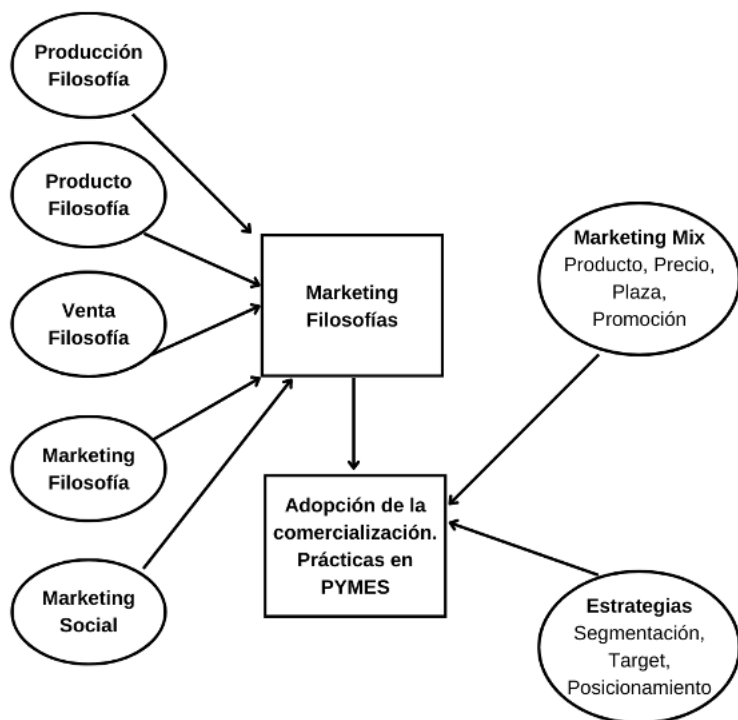 Producción
Filosofía
Producto
Filosofía
Venta
Filosofía
Marketing
Filosofía
Marketing
Social
Marketing
Filosofías
Adopción de la
comercialización.
Prácticas en
PYMES
Marketing Mix
Producto, Precio,
Plaza,
Promoción
Estrategias
Segmentación,
Target,
Posicionamiento